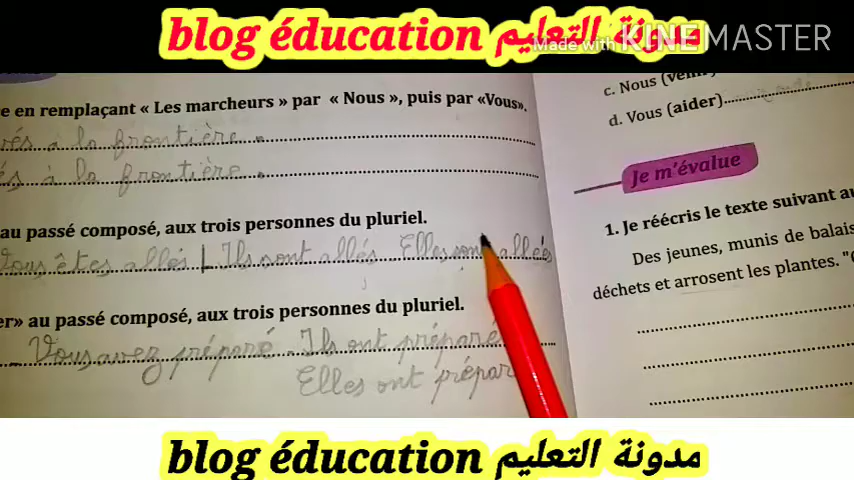 blog éducation مدونة التعليم
Made with KINEMASTER
e en remplaçant « Les marcheurs » par « Nous », puis par «Vous».
és à la frontière.
és à la frontière.
au passé composé, aux trois personnes du pluriel.
Vous êtes allés | Ils sont allés Elles sont allées
er» au passé composé, aux trois personnes du pluriel.
Vous avez préparé. Ils ont préparé
Elles ont prépar
c. Nous (venir)
d. Vous (aider)
Je m'évalue
1. Je réécris le texte suivant au
Des jeunes, munis de balais
déchets et arrosent les plantes. "
blog éducation مدونة التعليم